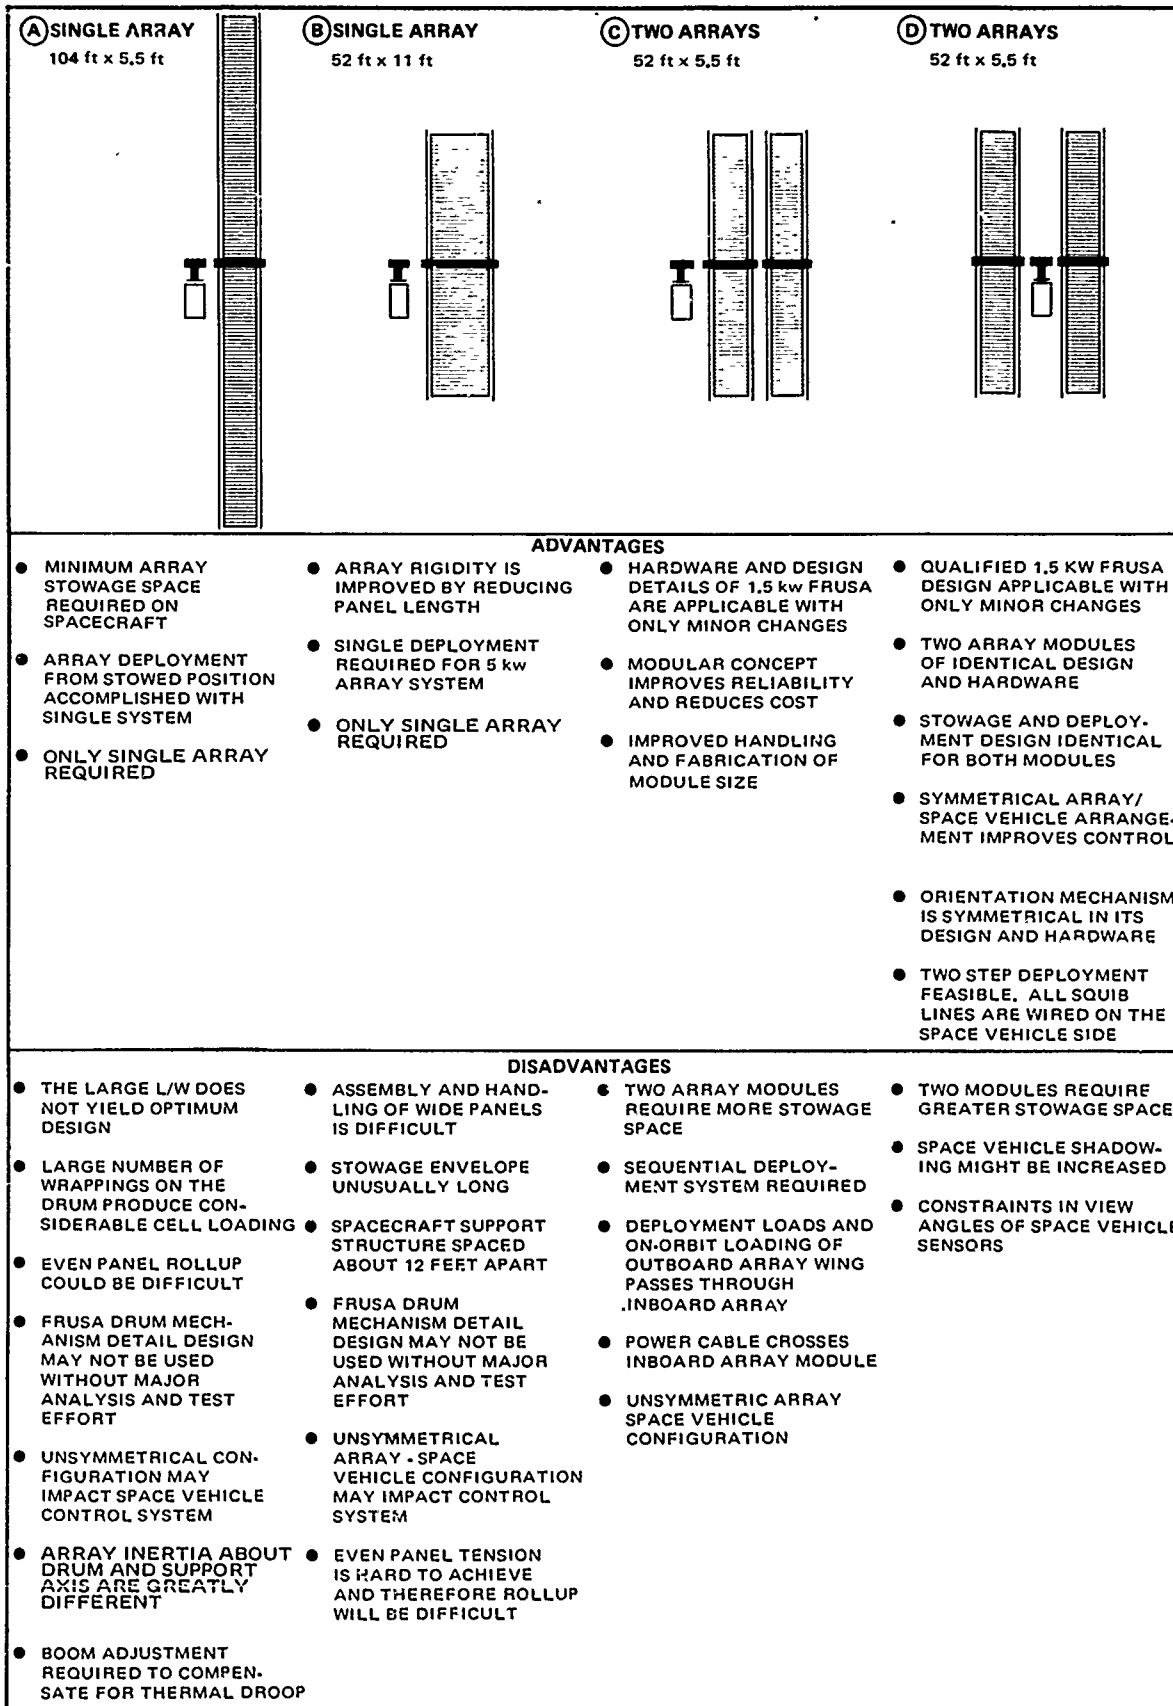 Ⓐ SINGLE ARRAY
104 ft x 5.5 ft
Ⓑ SINGLE ARRAY
52 ft x 11 ft
Ⓒ TWO ARRAYS
52 ft x 5.5 ft
Ⓓ TWO ARRAYS
52 ft x 5.5 ft
ADVANTAGES
● MINIMUM ARRAY
STOWAGE SPACE
REQUIRED ON
SPACECRAFT
● ARRAY DEPLOYMENT
FROM STOWED POSITION
ACCOMPLISHED WITH
SINGLE SYSTEM
● ONLY SINGLE ARRAY
REQUIRED
● ARRAY RIGIDITY IS
IMPROVED BY REDUCING
PANEL LENGTH
● SINGLE DEPLOYMENT
REQUIRED FOR 5 kw
ARRAY SYSTEM
● ONLY SINGLE ARRAY
REQUIRED
● HARDWARE AND DESIGN
DETAILS OF 1.5 kw FRUSA
ARE APPLICABLE WITH
ONLY MINOR CHANGES
● MODULAR CONCEPT
IMPROVES RELIABILITY
AND REDUCES COST
● IMPROVED HANDLING
AND FABRICATION OF
MODULE SIZE
● QUALIFIED 1.5 KW FRUSA
DESIGN APPLICABLE WITH
ONLY MINOR CHANGES
● TWO ARRAY MODULES
OF IDENTICAL DESIGN
AND HARDWARE
● STOWAGE AND DEPLOY-
MENT DESIGN IDENTICAL
FOR BOTH MODULES
● SYMMETRICAL ARRAY/
SPACE VEHICLE ARRANGE-
MENT IMPROVES CONTROL
● ORIENTATION MECHANISM
IS SYMMETRICAL IN ITS
DESIGN AND HARDWARE
● TWO STEP DEPLOYMENT
FEASIBLE. ALL SQUIB
LINES ARE WIRED ON THE
SPACE VEHICLE SIDE
DISADVANTAGES
● THE LARGE L/W DOES
NOT YIELD OPTIMUM
DESIGN
● LARGE NUMBER OF
WRAPPINGS ON THE
DRUM PRODUCE CON-
SIDERABLE CELL LOADING
● EVEN PANEL ROLLUP
COULD BE DIFFICULT
● FRUSA DRUM MECH-
ANISM DETAIL DESIGN
MAY NOT BE USED
WITHOUT MAJOR
ANALYSIS AND TEST
EFFORT
● UNSYMMETRICAL CON-
FIGURATION MAY
IMPACT SPACE VEHICLE
CONTROL SYSTEM
● ARRAY INERTIA ABOUT
DRUM AND SUPPORT
AXIS ARE GREATLY
DIFFERENT
● BOOM ADJUSTMENT
REQUIRED TO COMPEN-
SATE FOR THERMAL DROOP
● ASSEMBLY AND HAND-
LING OF WIDE PANELS
IS DIFFICULT
● STOWAGE ENVELOPE
UNUSUALLY LONG
● SPACECRAFT SUPPORT
STRUCTURE SPACED
ABOUT 12 FEET APART
● FRUSA DRUM
MECHANISM DETAIL
DESIGN MAY NOT BE
USED WITHOUT MAJOR
ANALYSIS AND TEST
EFFORT
● UNSYMMETRICAL
ARRAY - SPACE
VEHICLE CONFIGURATION
MAY IMPACT CONTROL
SYSTEM
● EVEN PANEL TENSION
IS HARD TO ACHIEVE
AND THEREFORE ROLLUP
WILL BE DIFFICULT
● TWO ARRAY MODULES
REQUIRE MORE STOWAGE
SPACE
● SEQUENTIAL DEPLOY-
MENT SYSTEM REQUIRED
● DEPLOYMENT LOADS AND
ON-ORBIT LOADING OF
OUTBOARD ARRAY WING
PASSES THROUGH
INBOARD ARRAY
● POWER CABLE CROSSES
INBOARD ARRAY MODULE
● UNSYMMETRIC ARRAY
SPACE VEHICLE
CONFIGURATION
● TWO MODULES REQUIRE
GREATER STOWAGE SPACE
● SPACE VEHICLE SHADOW-
ING MIGHT BE INCREASED
● CONSTRAINTS IN VIEW
ANGLES OF SPACE VEHICLE
SENSORS